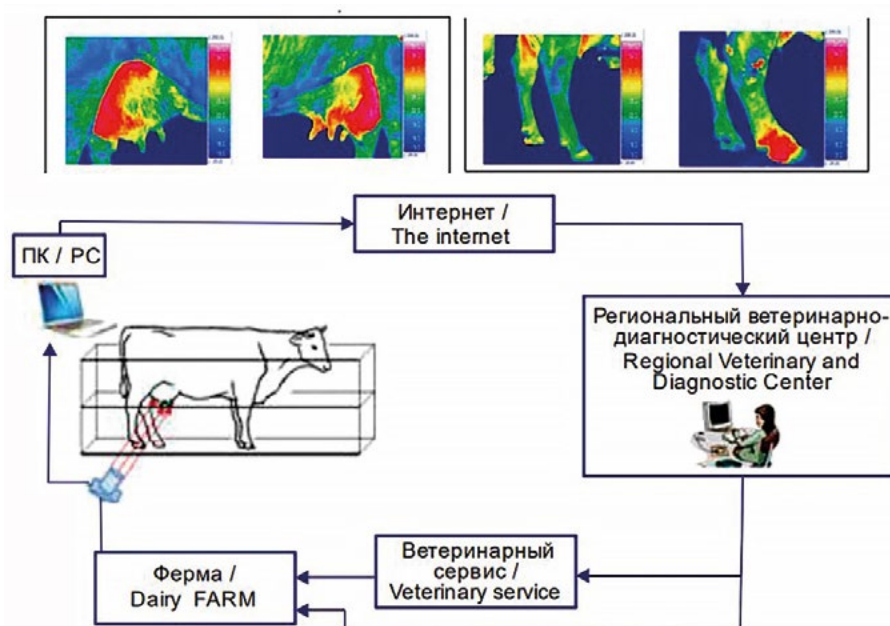 Интернет /
The internet
ПК / PC
Региональный ветеринарно-
диагностический центр /
Regional Veterinary and
Diagnostic Center
Ветеринарный
сервис /
Veterinary service
Ферма /
Dairy FARM